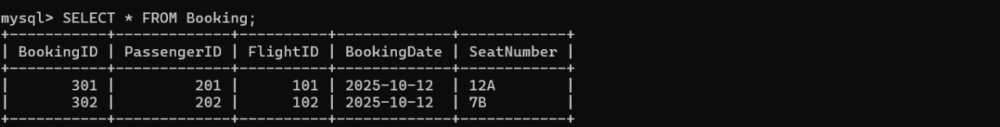 mysql> SELECT * FROM Booking;
+-----------+-------------+----------+-------------+------------+
| BookingID | PassengerID | FlightID | BookingDate | SeatNumber |
+-----------+-------------+----------+-------------+------------+
|       301 |         201 |      101 | 2025-10-12  | 12A        |
|       302 |         202 |      102 | 2025-10-12  | 7B         |
+-----------+-------------+----------+-------------+------------+